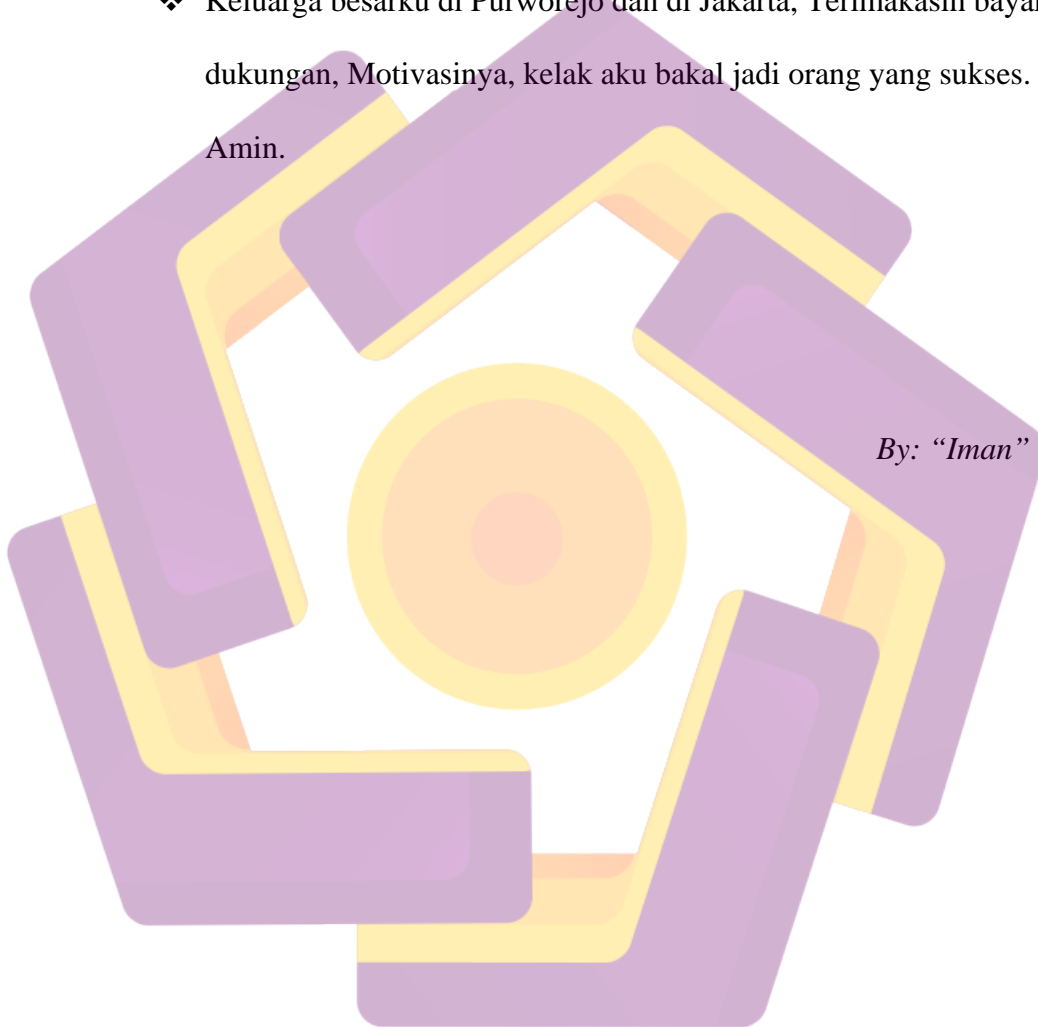 ❖ Keluarga besarku di Purworejo dan di Jakarta, Terimakasih
dukungan, Motivasinya, kelak aku bakal jadi orang yang sukses.
Amin.
By: “Iman”